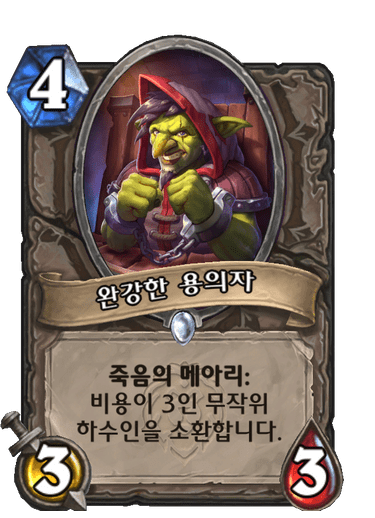 4
완강한 용의자
죽음의 메아리:
비용이 3인 무작위
하수인을 소환합니다.
3
3